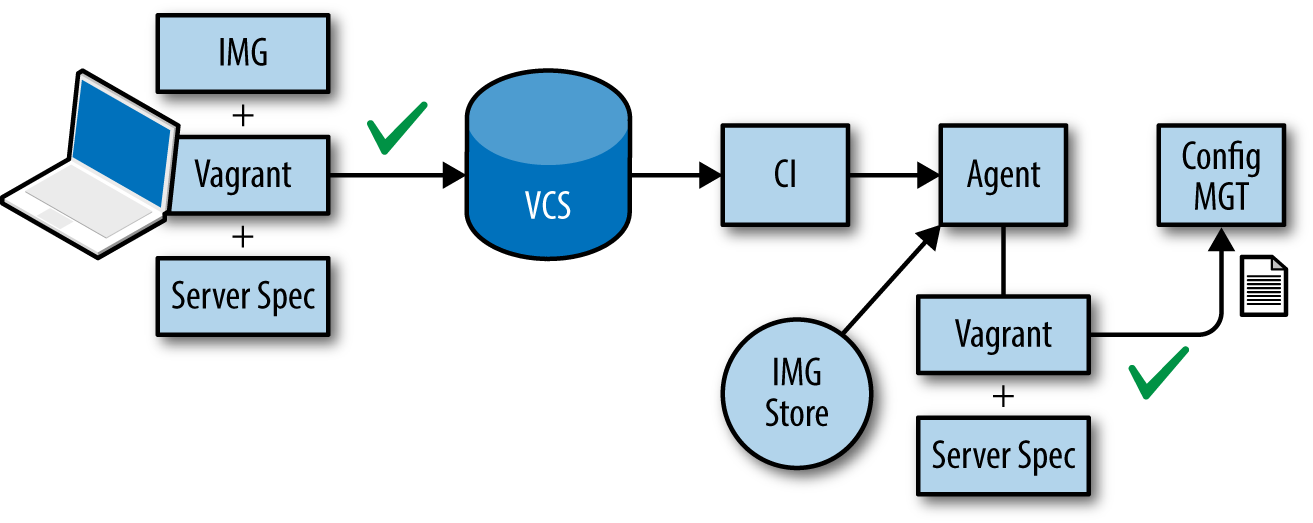 IMG
+
Vagrant
+
Server Spec
VCS
CI
Agent
Config
MGT
IMG
Store
Vagrant
+
Server Spec